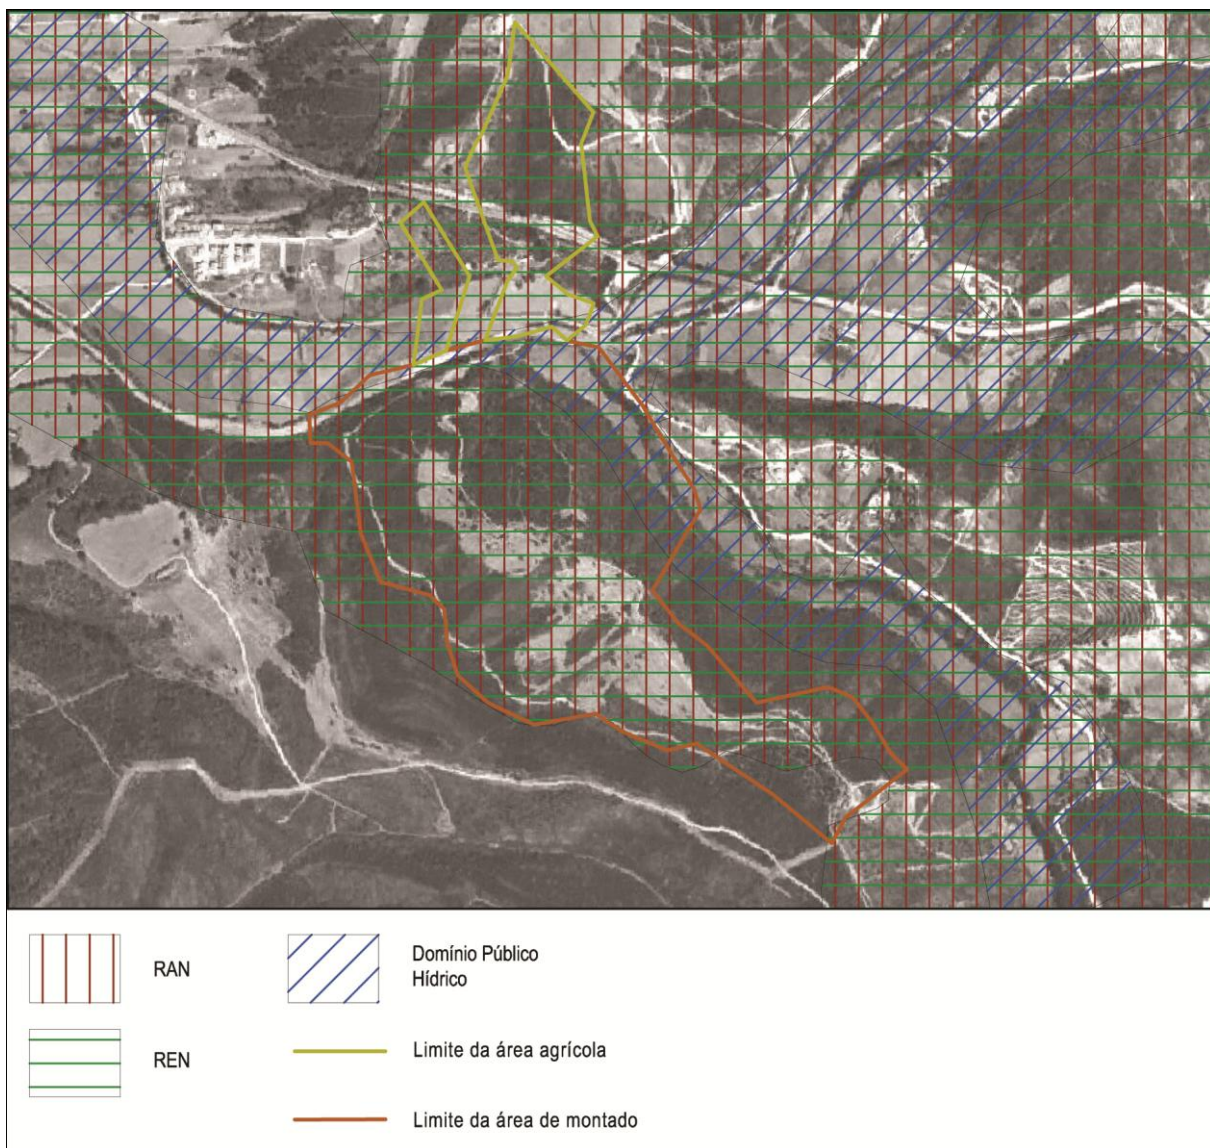 RAN
REN
Domínio Público
Hídrico
Limite da área agrícola
Limite da área de montado